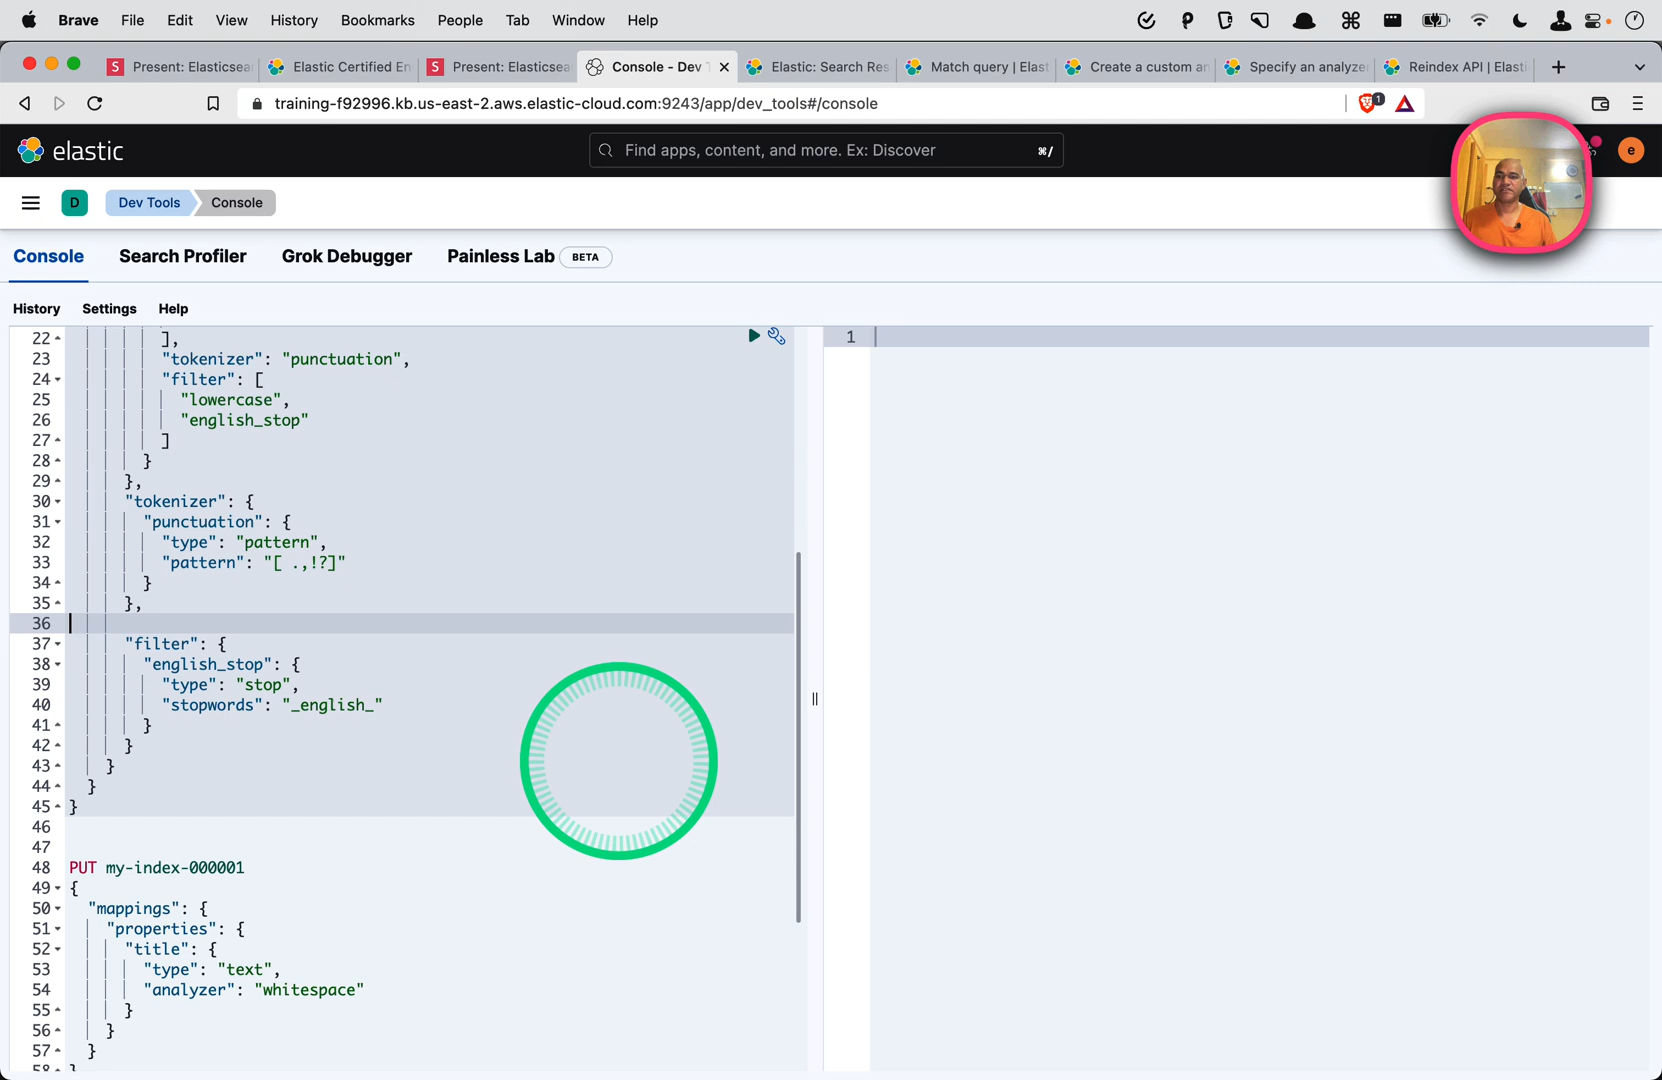 Brave File Edit View History Bookmarks People Tab Window Help
S Present: Elasticsea Elastic Certified En S Present: Elasticsea Console - Dev T Elastic: Search Res Match query | Elast Create a custom an Specify an analyzer Reindex API | Elasti
training-f92996.kb.us-east-2.aws.elastic-cloud.com:9243/app/dev_tools#/console 1
elastic Find apps, content, and more. Ex: Discover ⌘/ e
D Dev Tools Console
Console Search Profiler Grok Debugger Painless Lab BETA
History Settings Help
22 ], 1
23 "tokenizer": "punctuation",
24 "filter": [
25 "lowercase",
26 "english_stop"
27 ]
28 }
29 },
30 "tokenizer": {
31 "punctuation": {
32 "type": "pattern",
33 "pattern": "[ .,!?]"
34 }
35 },
36
37 "filter": {
38 "english_stop": {
39 "type": "stop",
40 "stopwords": "_english_"
41 }
42 }
43 }
44 }
45 }
46
47
48 PUT my-index-000001
49 {
50 "mappings": {
51 "properties": {
52 "title": {
53 "type": "text",
54 "analyzer": "whitespace"
55 }
56 }
57 }
58 }